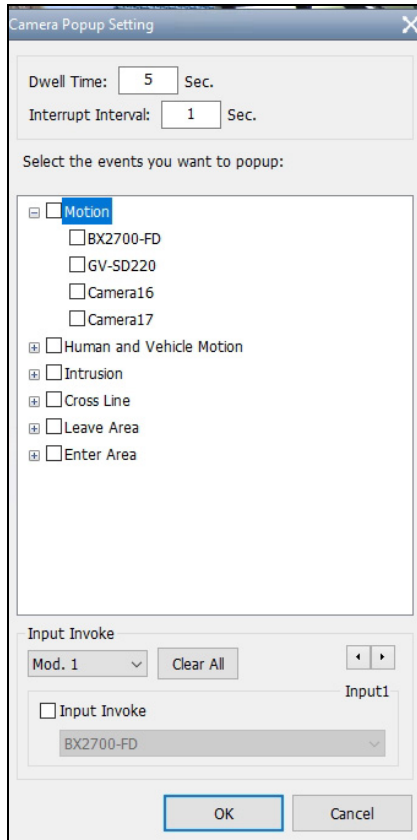 Camera Popup Setting
Dwell Time: 5 Sec.
Interrupt Interval: 1 Sec.
Select the events you want to popup:
Motion
BX2700-FD
GV-SD220
Camera16
Camera17
Human and Vehicle Motion
Intrusion
Cross Line
Leave Area
Enter Area
Input Invoke
Mod. 1 Clear All
Input1
Input Invoke
BX2700-FD
OK Cancel